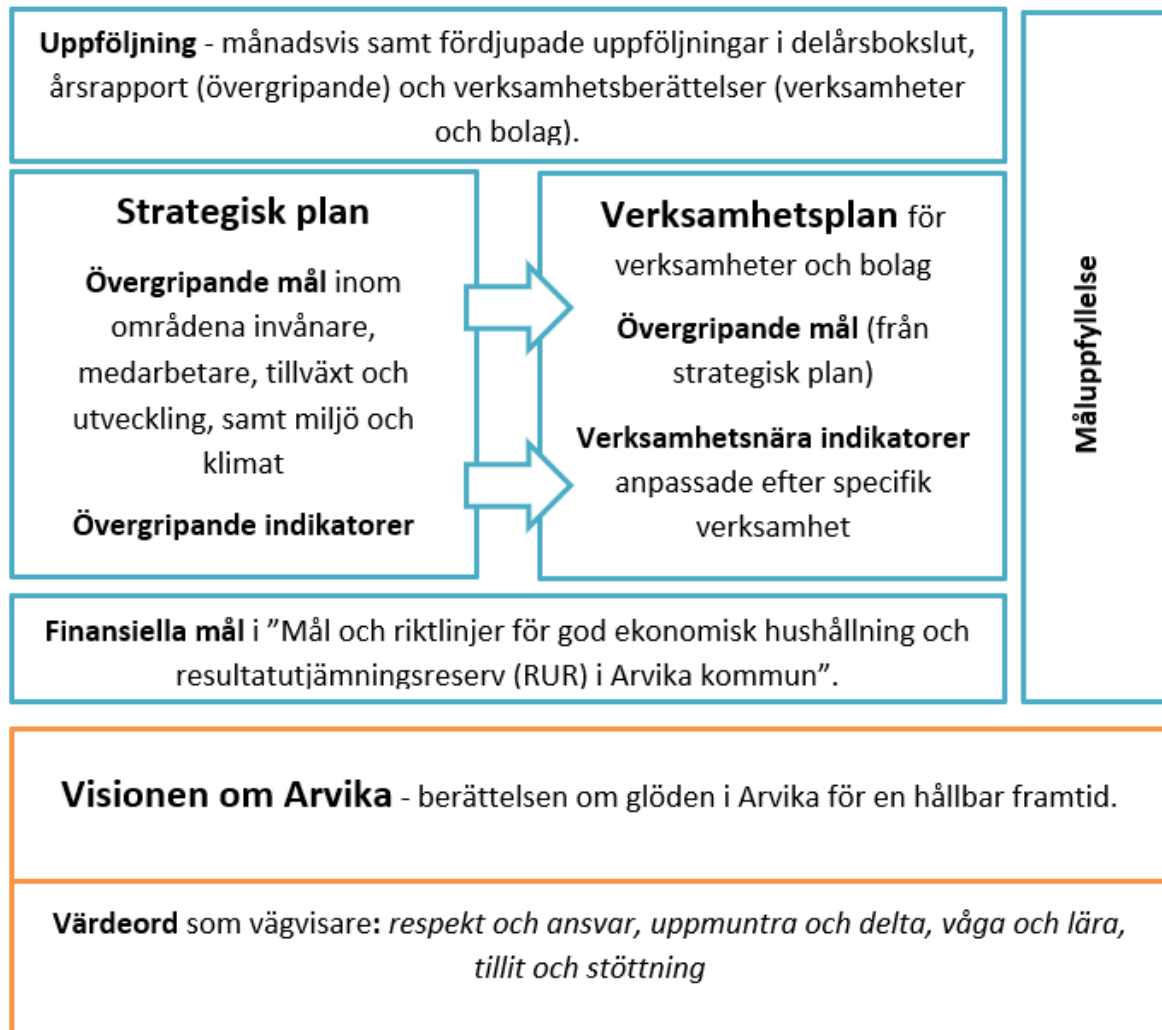 Uppföljning - månadsvis samt fördjupade uppföljningar i delårsbokslut,
årsrapport (övergripande) och verksamhetsberättelser (verksamheter
och bolag).
Strategisk plan
Övergripande mål inom
områdena invånare,
medarbetare, tillväxt och
utveckling, samt miljö och
klimat
Övergripande indikatorer
Verksamhetsplan för
verksamheter och bolag
Övergripande mål (från
strategisk plan)
Verksamhetsnära indikatorer
anpassade efter specifik
verksamhet
Måluppfyllelse
Finansiella mål i ”Mål och riktlinjer för god ekonomisk hushållning och
resultatutjämningsreserv (RUR) i Arvika kommun”.
Visionen om Arvika - berättelsen om glöden i Arvika för en hållbar framtid.
Värdeord som vägvisare: respekt och ansvar, uppmuntra och delta, våga och lära,
tillit och stöttning